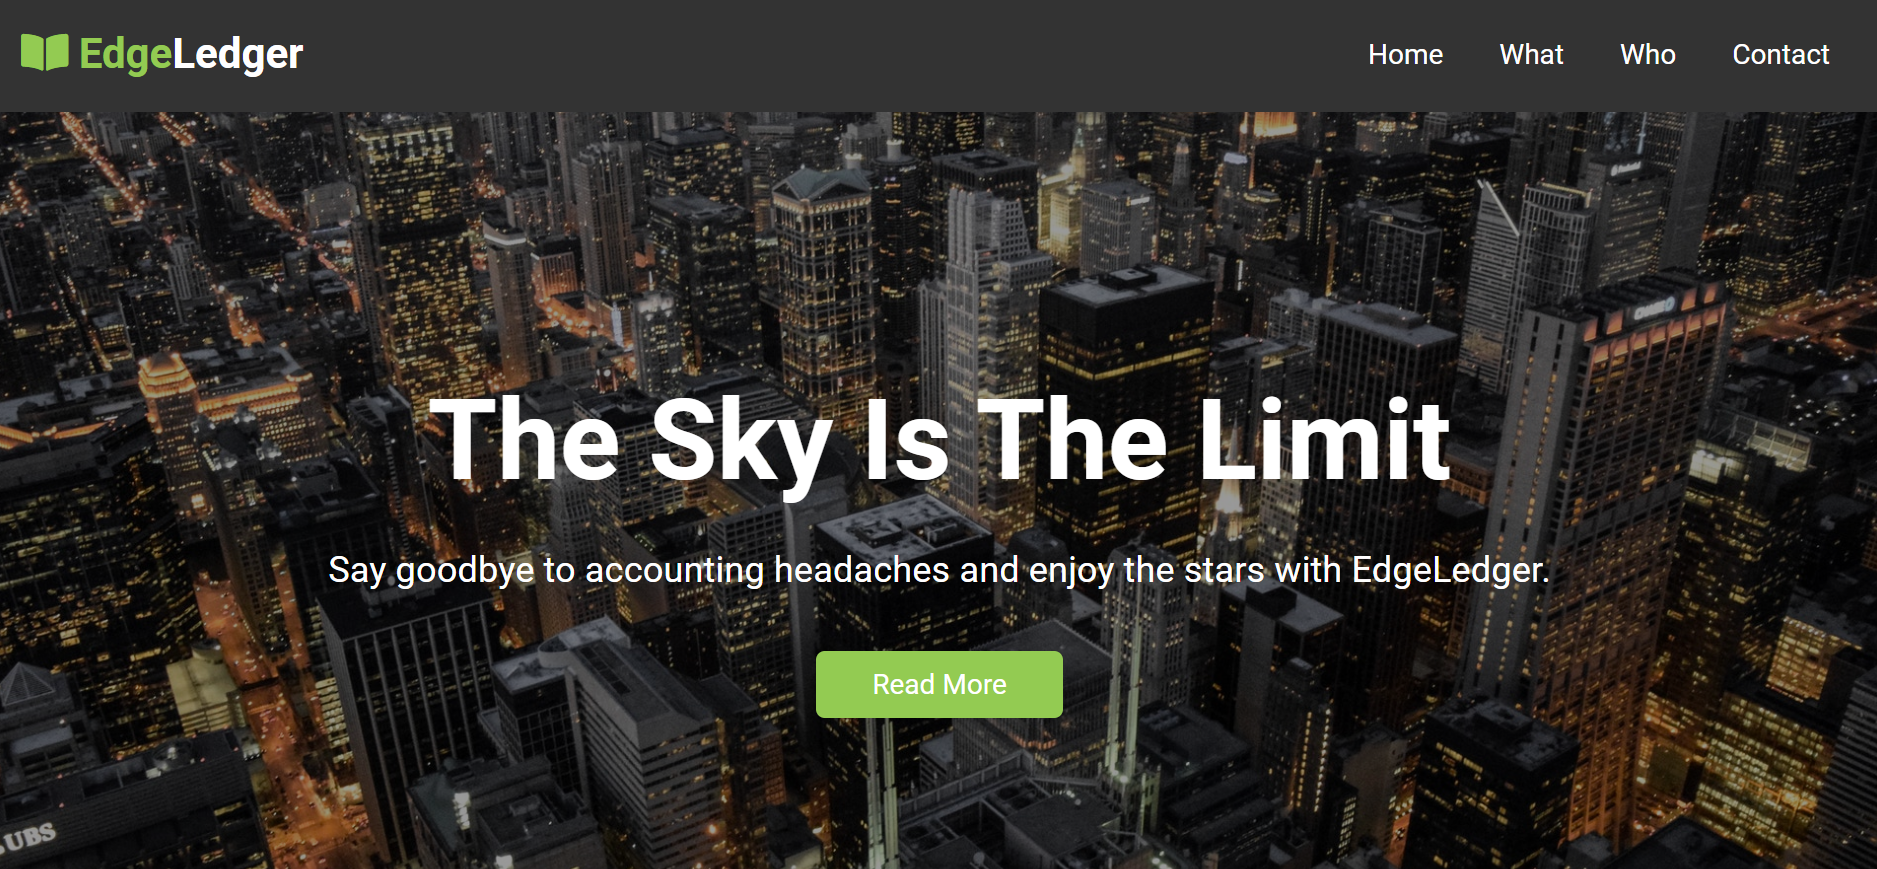 EdgeLedger
Home What Who Contact
The Sky Is The Limit
Say goodbye to accounting headaches and enjoy the stars with EdgeLedger.
Read More
UBS